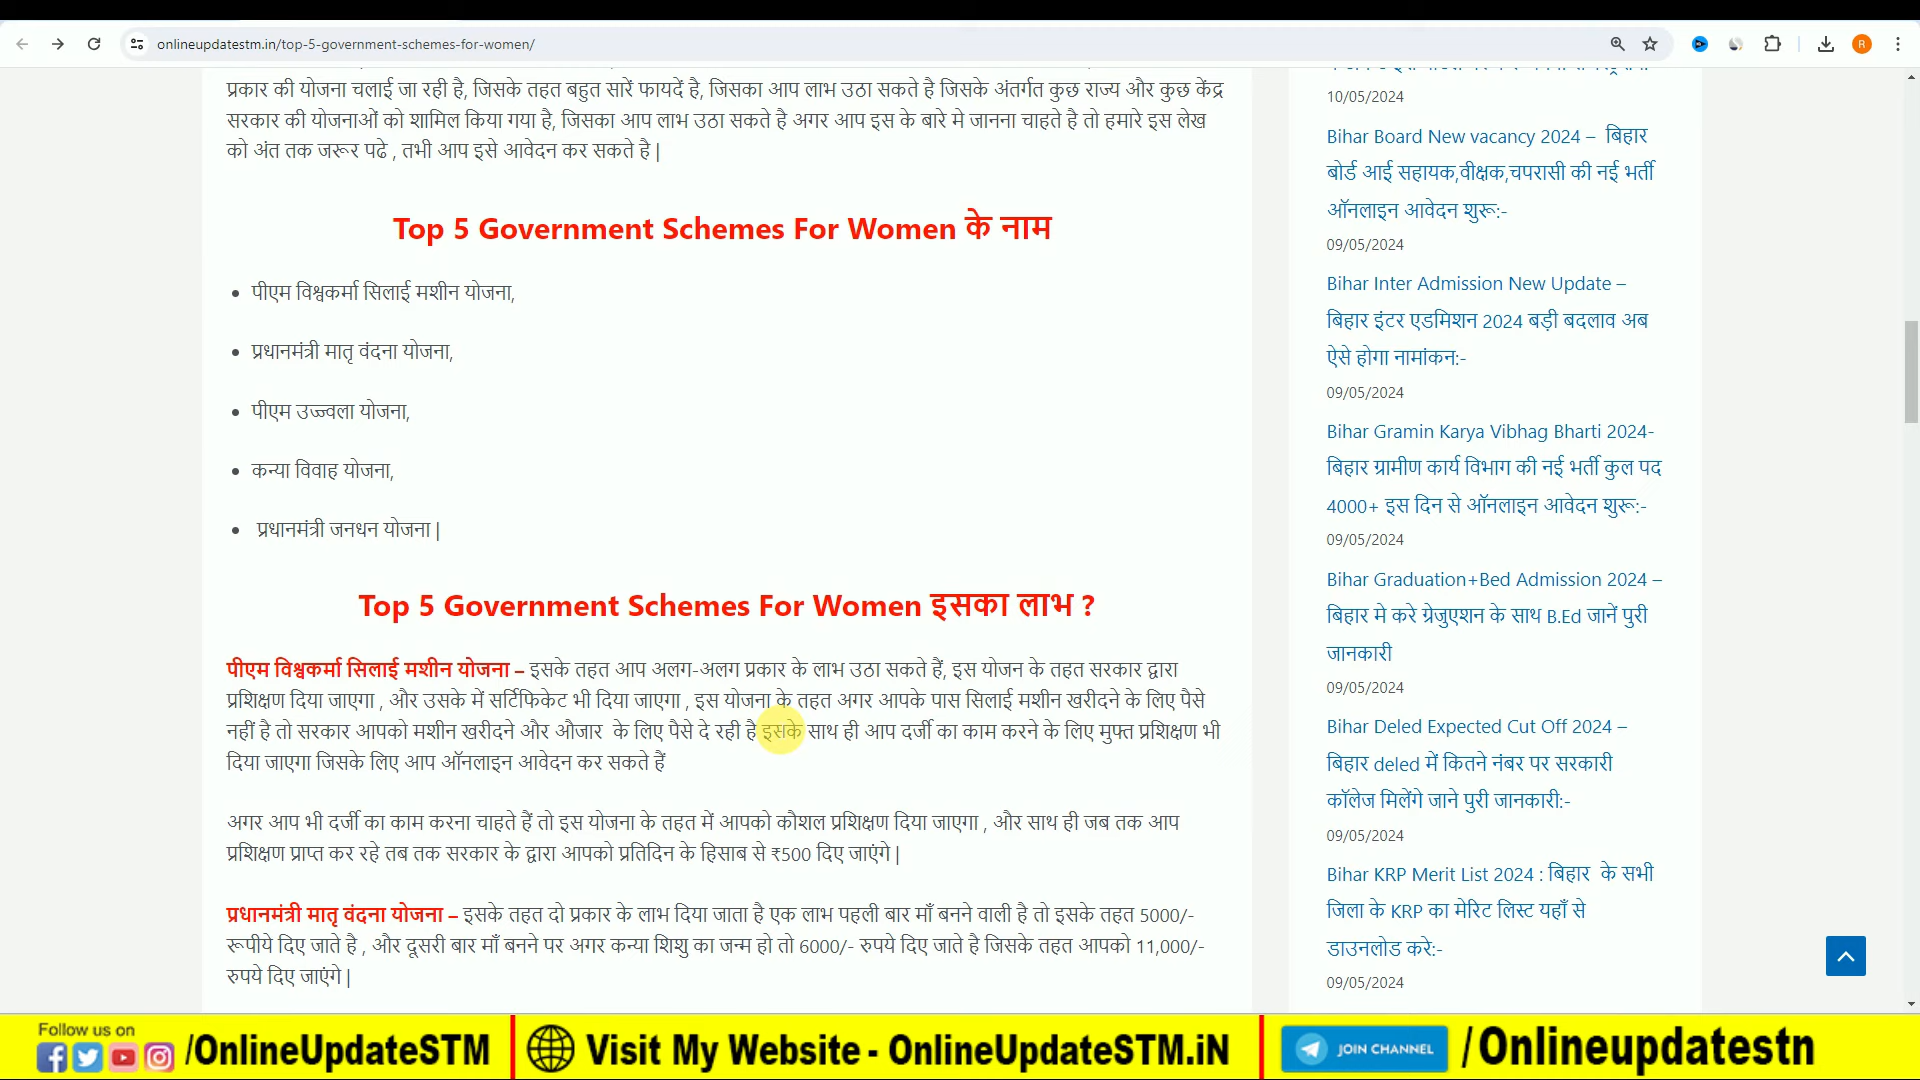 onlineupdatestm.in/top-5-government-schemes-for-women/
R
प्रकार की योजना चलाई जा रही है, जिसके तहत बहुत सारें फायदें है, जिसका आप लाभ उठा सकते है जिसके अंतर्गत कुछ राज्य और कुछ केंद्र
सरकार की योजनाओं को शामिल किया गया है, जिसका आप लाभ उठा सकते है अगर आप इस के बारे मे जानना चाहते है तो हमारे इस लेख
को अंत तक जरूर पढे , तभी आप इसे आवेदन कर सकते है |
Top 5 Government Schemes For Women के नाम
पीएम विश्वकर्मा सिलाई मशीन योजना,
प्रधानमंत्री मातृ वंदना योजना,
पीएम उज्ज्वला योजना,
कन्या विवाह योजना,
प्रधानमंत्री जनधन योजना |
Top 5 Government Schemes For Women इसका लाभ ?
पीएम विश्वकर्मा सिलाई मशीन योजना – इसके तहत आप अलग-अलग प्रकार के लाभ उठा सकते हैं, इस योजन के तहत सरकार द्वारा
प्रशिक्षण दिया जाएगा , और उसके में सर्टिफिकेट भी दिया जाएगा , इस योजना के तहत अगर आपके पास सिलाई मशीन खरीदने के लिए पैसे
नहीं है तो सरकार आपको मशीन खरीदने और औजार के लिए पैसे दे रही है इसके साथ ही आप दर्जी का काम करने के लिए मुफ्त प्रशिक्षण भी
दिया जाएगा जिसके लिए आप ऑनलाइन आवेदन कर सकते हैं
अगर आप भी दर्जी का काम करना चाहते हैं तो इस योजना के तहत में आपको कौशल प्रशिक्षण दिया जाएगा , और साथ ही जब तक आप
प्रशिक्षण प्राप्त कर रहे तब तक सरकार के द्वारा आपको प्रतिदिन के हिसाब से ₹500 दिए जाएंगे |
प्रधानमंत्री मातृ वंदना योजना – इसके तहत दो प्रकार के लाभ दिया जाता है एक लाभ पहली बार माँ बनने वाली है तो इसके तहत 5000/-
रूपीये दिए जाते है , और दूसरी बार माँ बनने पर अगर कन्या शिशु का जन्म हो तो 6000/- रुपये दिए जाते है जिसके तहत आपको 11,000/-
रुपये दिए जाएंगे |
10/05/2024
Bihar Board New vacancy 2024 – बिहार
बोर्ड आई सहायक,वीक्षक,चपरासी की नई भर्ती
ऑनलाइन आवेदन शुरू:-
09/05/2024
Bihar Inter Admission New Update –
बिहार इंटर एडमिशन 2024 बड़ी बदलाव अब
ऐसे होगा नामांकन:-
09/05/2024
Bihar Gramin Karya Vibhag Bharti 2024-
बिहार ग्रामीण कार्य विभाग की नई भर्ती कुल पद
4000+ इस दिन से ऑनलाइन आवेदन शुरू:-
09/05/2024
Bihar Graduation+Bed Admission 2024 –
बिहार मे करे ग्रेजुएशन के साथ B.Ed जानें पुरी
जानकारी
09/05/2024
Bihar Deled Expected Cut Off 2024 –
बिहार deled में कितने नंबर पर सरकारी
कॉलेज मिलेंगे जाने पुरी जानकारी:-
09/05/2024
Bihar KRP Merit List 2024 : बिहार के सभी
जिला के KRP का मेरिट लिस्ट यहाँ से
डाउनलोड करे:-
09/05/2024
Follow us on
/OnlineUpdateSTM
Visit My Website - OnlineUpdateSTM.iN
JOIN CHANNEL
/Onlineupdatestn